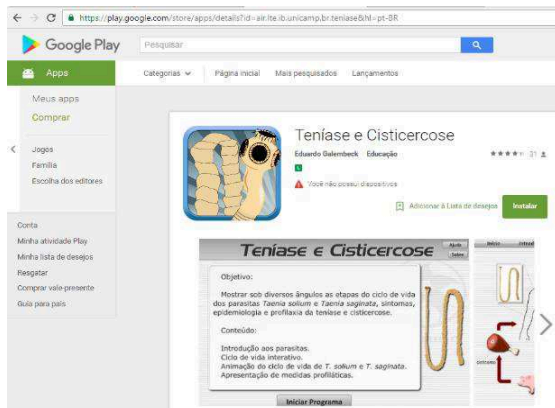 https://play.google.com/store/apps/details?id=air.lte.ib.unicamp.br.teniase&hl=pt-BR
Google Play
Pesquisar
Apps
Categorias
Página inicial
Mais pesquisados
Lançamentos
Meus apps
Comprar
Jogos
Família
Escolha dos editores
Conta
Minha atividade Play
Minha lista de desejos
Resgatar
Comprar vale-presente
Guia para pais
Teníase e Cisticercose
Eduardo Galembeck Educação
21
Você não possui dispositivos
Adicionar à Lista de desejos
Instalar
Teníase e Cisticercose
Ajuda
Sobre
Início
Objetivo:
Mostrar sob diversos ângulos as etapas do ciclo de vida
dos parasitas Taenia solium e Taenia saginata, sintomas,
epidemiologia e profilaxia da teníase e cisticercose.
Conteúdo:
Introdução aos parasitas.
Ciclo de vida interativo.
Animação do ciclo de vida de T. solium e T. saginata.
Apresentação de medidas profiláticas.
Iniciar Programa